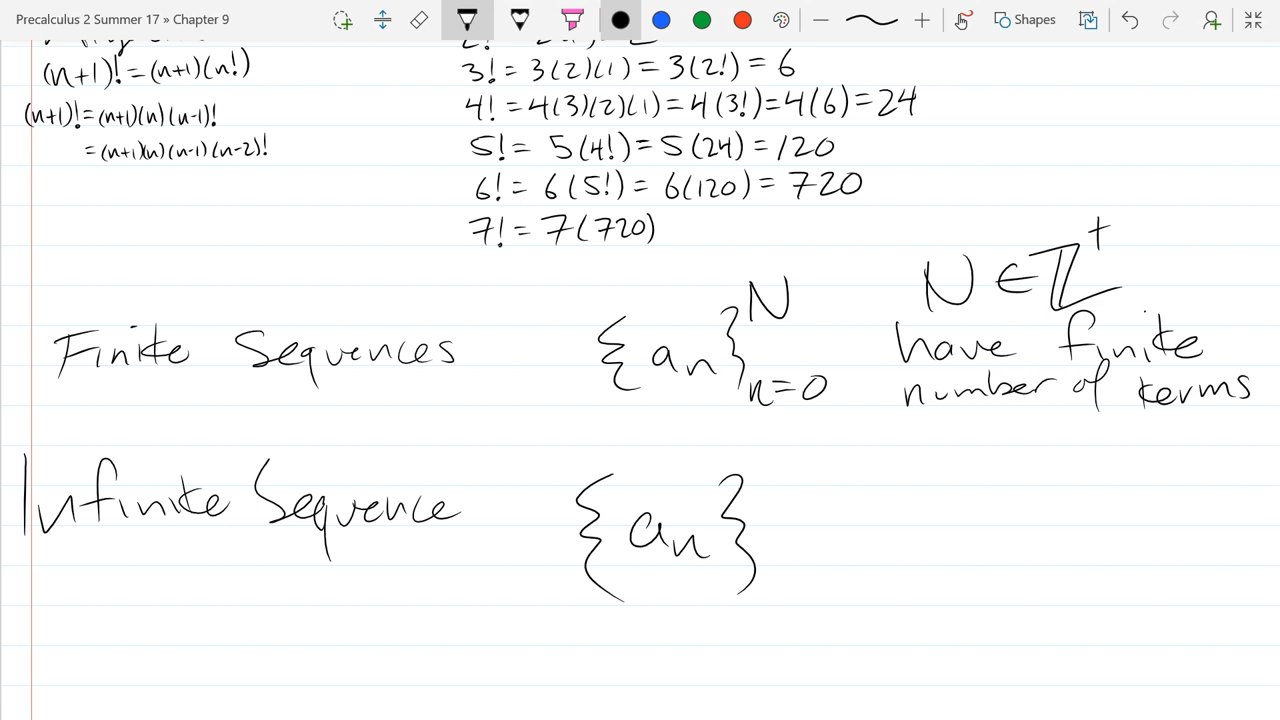 Precalculus 2 Summer 17 » Chapter 9
Shapes
(n+1)! = (n+1)(n!)
(n+1)! = (n+1)(n)(n-1)!
= (n+1)(n)(n-1)(n-2)!
3! = 3(2)(1) = 3(2!) = 6
4! = 4(3)(2)(1) = 4(3!) = 4(6) = 24
5! = 5(4!) = 5(24) = 120
6! = 6(5!) = 6(120) = 720
7! = 7(720)
Finite Sequences {aₙ}ᴺₙ₌₀ N ∈ ℤ⁺
have finite
number of terms
Infinite Sequence {aₙ}